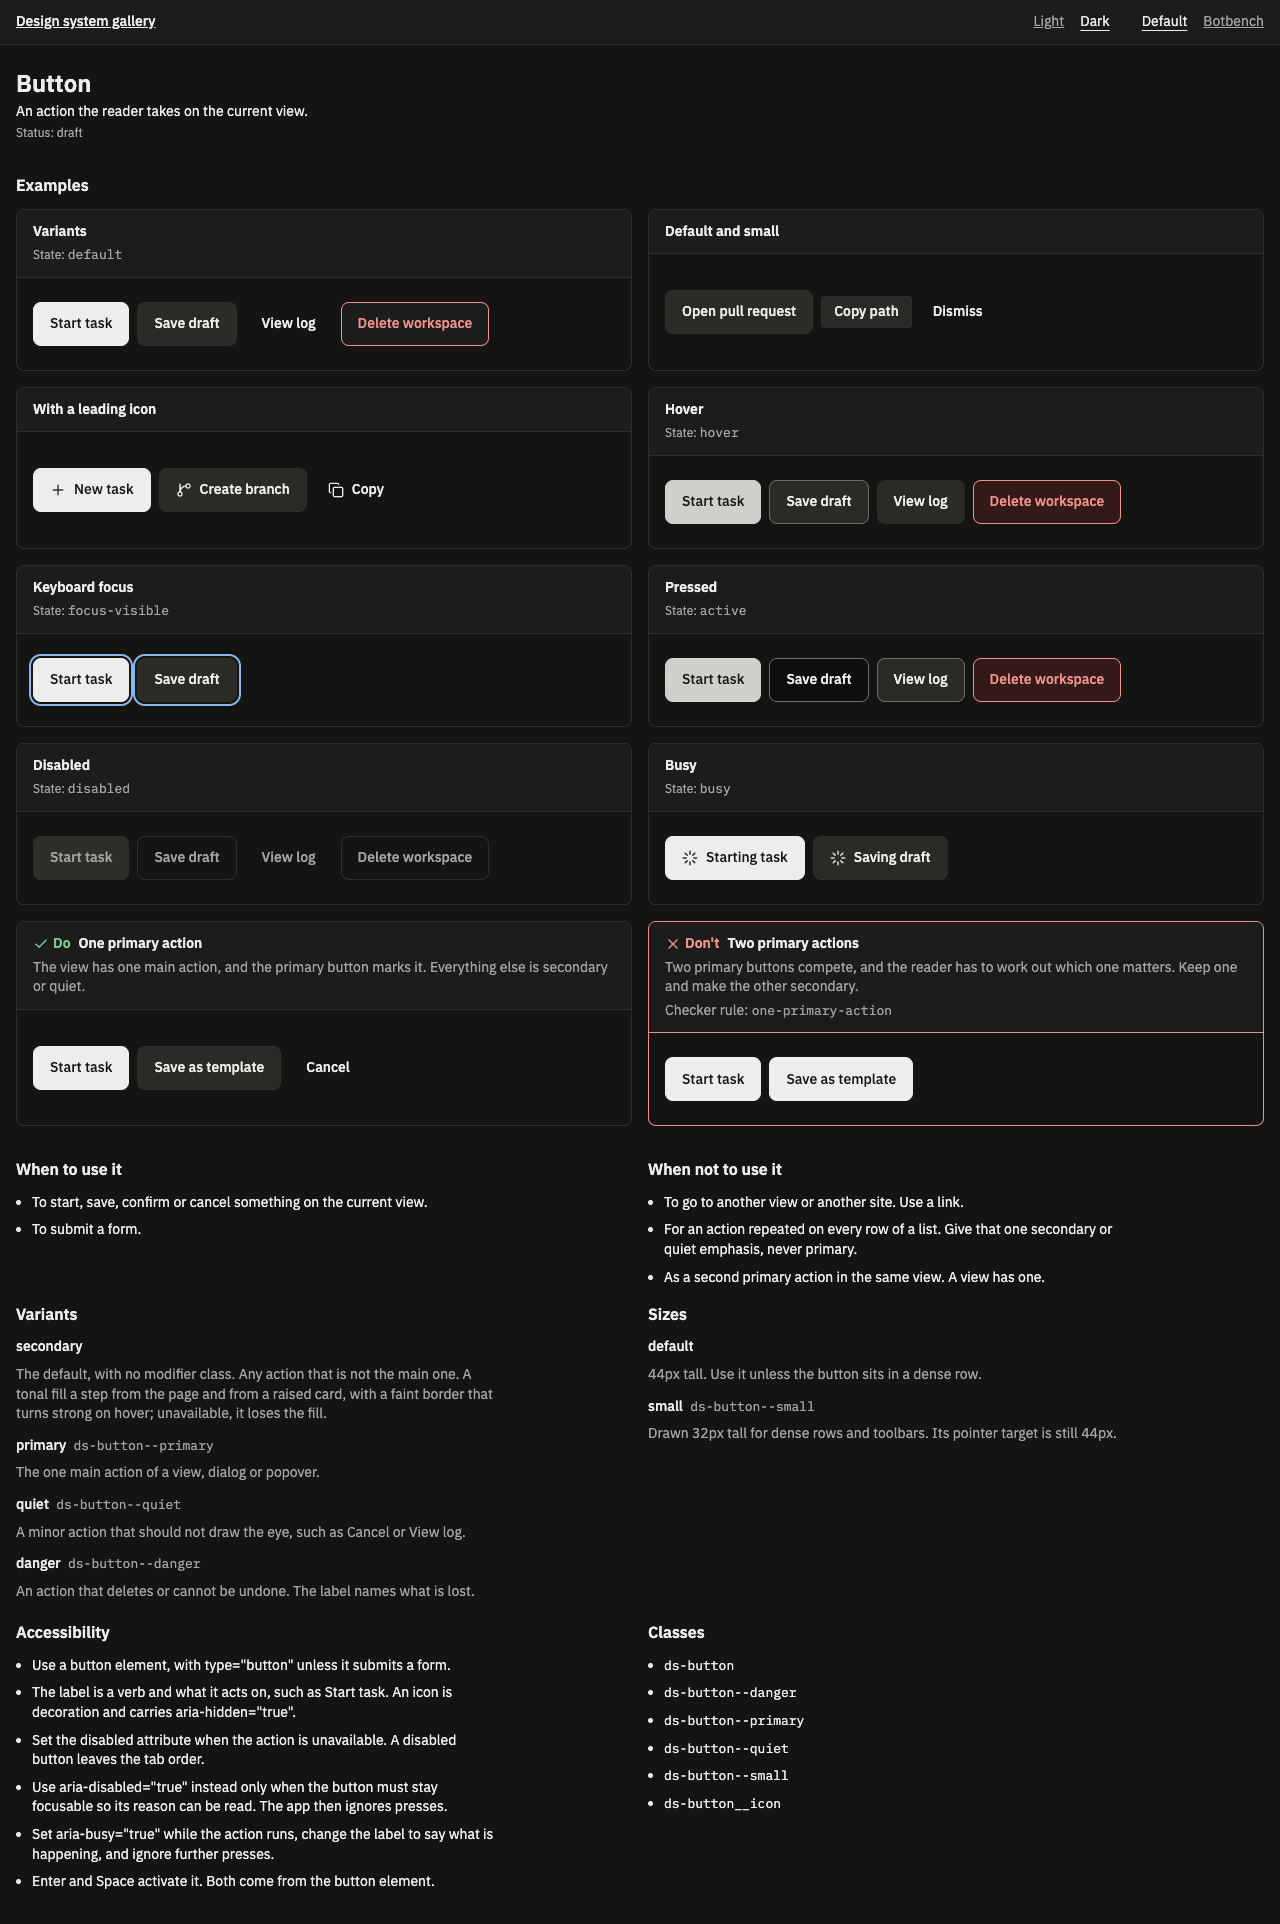 Design system gallery
Light Dark Default Botbench
Button
An action the reader takes on the current view.
Status: draft
Examples
Variants
State: default
Start task Save draft View log Delete workspace
Default and small
Open pull request Copy path Dismiss
With a leading icon
New task Create branch Copy
Hover
State: hover
Start task Save draft View log Delete workspace
Keyboard focus
State: focus-visible
Start task Save draft
Pressed
State: active
Start task Save draft View log Delete workspace
Disabled
State: disabled
Start task Save draft View log Delete workspace
Busy
State: busy
Starting task Saving draft
Do One primary action
The view has one main action, and the primary button marks it. Everything else is secondary
or quiet.
Start task Save as template Cancel
Don't Two primary actions
Two primary buttons compete, and the reader has to work out which one matters. Keep one
and make the other secondary.
Checker rule: one-primary-action
Start task Save as template
When to use it
To start, save, confirm or cancel something on the current view.
To submit a form.
When not to use it
To go to another view or another site. Use a link.
For an action repeated on every row of a list. Give that one secondary or
quiet emphasis, never primary.
As a second primary action in the same view. A view has one.
Variants
secondary
The default, with no modifier class. Any action that is not the main one. A
tonal fill a step from the page and from a raised card, with a faint border that
turns strong on hover; unavailable, it loses the fill.
primary ds-button--primary
The one main action of a view, dialog or popover.
quiet ds-button--quiet
A minor action that should not draw the eye, such as Cancel or View log.
danger ds-button--danger
An action that deletes or cannot be undone. The label names what is lost.
Sizes
default
44px tall. Use it unless the button sits in a dense row.
small ds-button--small
Drawn 32px tall for dense rows and toolbars. Its pointer target is still 44px.
Accessibility
Use a button element, with type="button" unless it submits a form.
The label is a verb and what it acts on, such as Start task. An icon is
decoration and carries aria-hidden="true".
Set the disabled attribute when the action is unavailable. A disabled
button leaves the tab order.
Use aria-disabled="true" instead only when the button must stay
focusable so its reason can be read. The app then ignores presses.
Set aria-busy="true" while the action runs, change the label to say what is
happening, and ignore further presses.
Enter and Space activate it. Both come from the button element.
Classes
ds-button
ds-button--danger
ds-button--primary
ds-button--quiet
ds-button--small
ds-button__icon